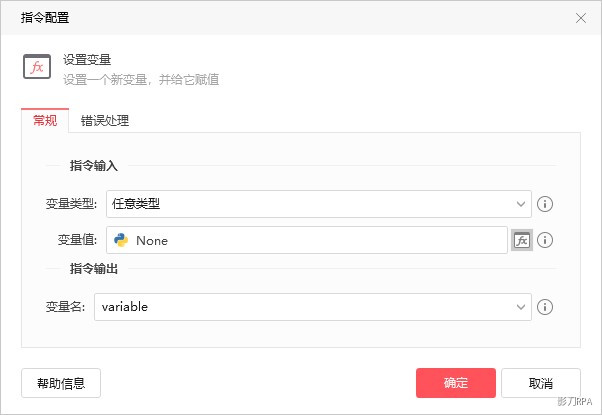 指令配置
fx 设置变量
设置一个新变量，并给它赋值
常规 错误处理
指令输入
变量类型: 任意类型
变量值: None fx
指令输出
变量名: variable
帮助信息 确定 取消
影刀RPA